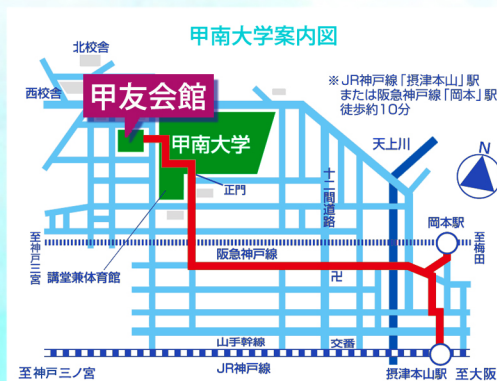 甲南大学案内図
北校舎
西校舎
※JR神戸線「摂津本山」駅
または阪急神戸線「岡本」駅
徒歩約10分
甲友会館
甲南大学
天上川
N
正門
十二間道路
岡本駅
至神戸三宮
阪急神戸線
至梅田
講堂兼体育館
卍
山手幹線
交番
JR神戸線
至神戸三ノ宮
摂津本山駅
至大阪